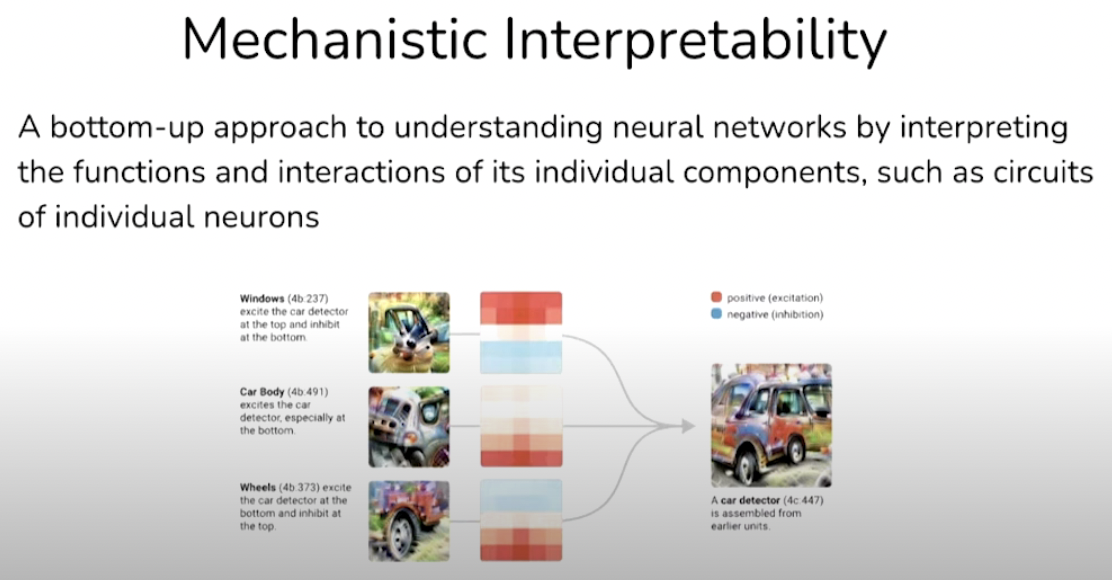 Mechanistic Interpretability
A bottom-up approach to understanding neural networks by interpreting
the functions and interactions of its individual components, such as circuits
of individual neurons
Windows (4b:237)
excite the car detector
at the top and inhibit
at the bottom.
Car Body (4b:491)
excites the car
detector, especially at
the bottom.
Wheels (4b:373) excite
the car detector at the
bottom and inhibit at
the top.
positive (excitation)
negative (inhibition)
A car detector (4c:447)
is assembled from
earlier units.